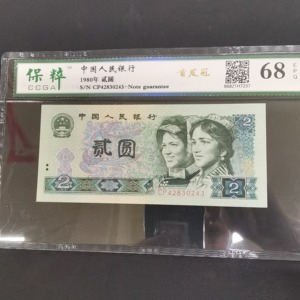 保粹
CCGA
中国人民银行
1980年 贰圆
S/N CP42830243 - Note guarantee
首发冠
68
EPQ
中国人民银行
贰圆
2
2
CP42830243